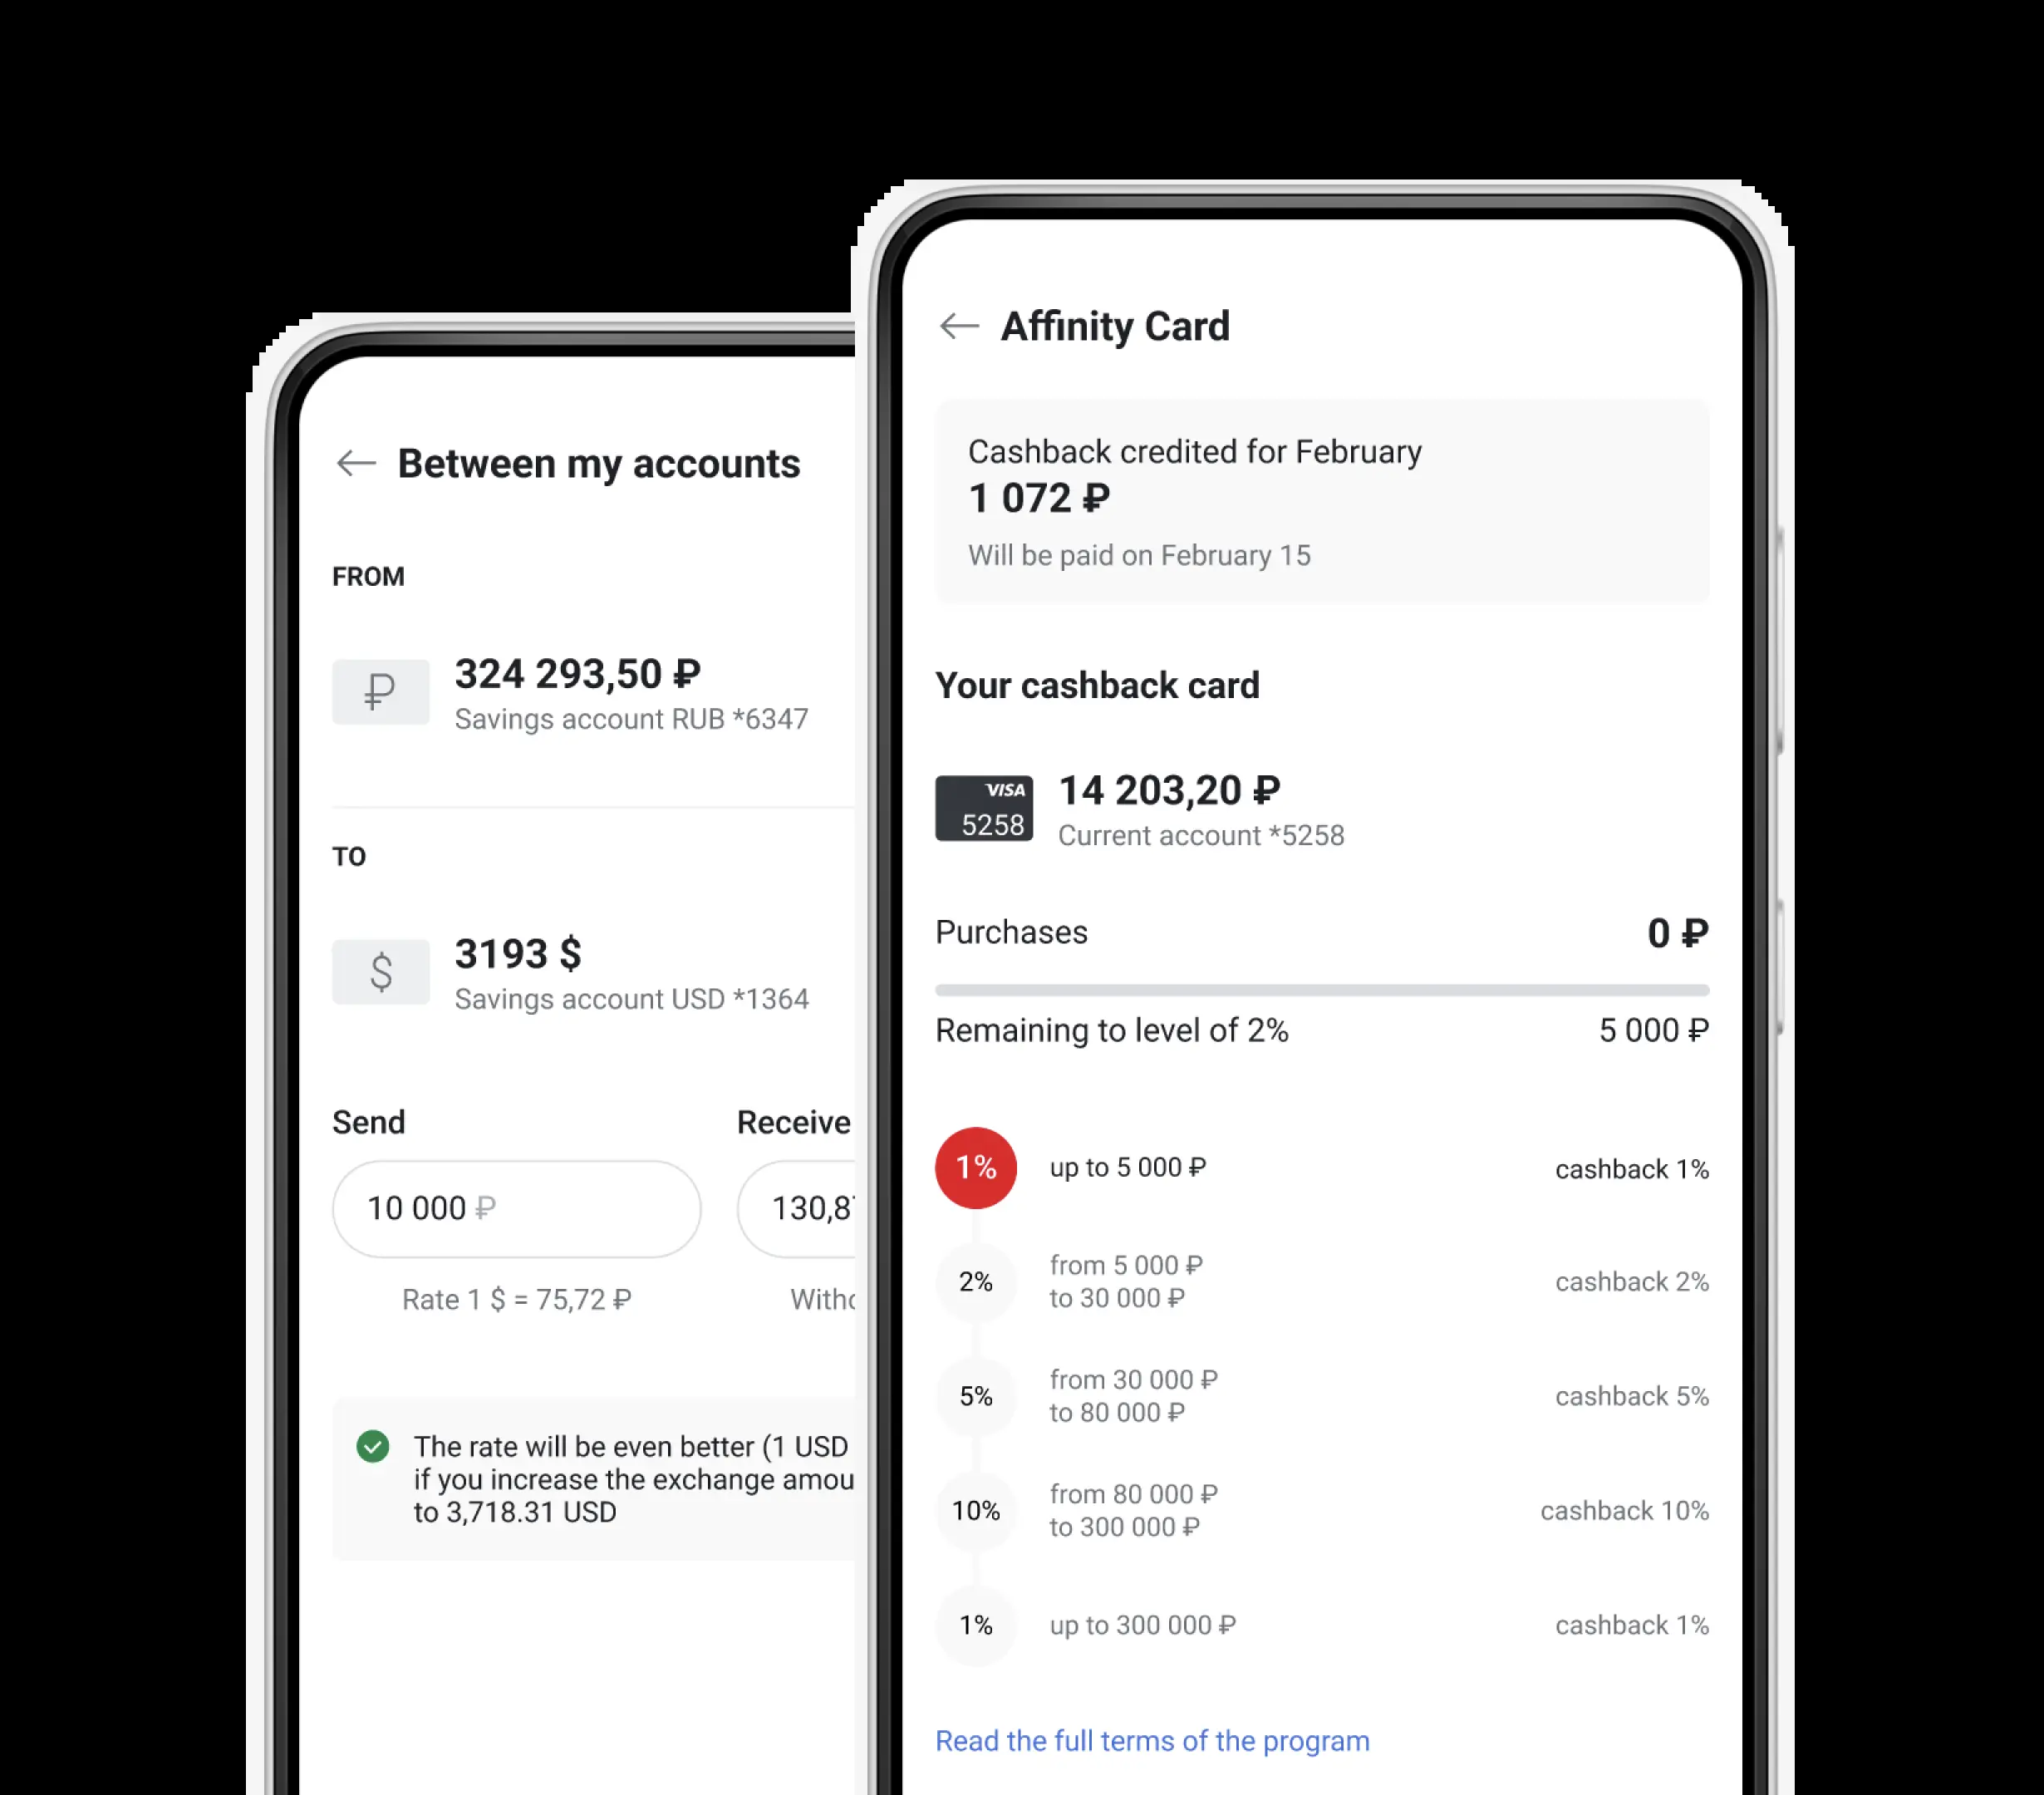 Between my accounts
FROM
₽
324 293,50 ₽
Savings account RUB *6347
TO
$
3193 $
Savings account USD *1364
Send
Receive
10 000 ₽
130,8
Rate 1 $ = 75,72 ₽
The rate will be even better (1 USD
if you increase the exchange
to 3,718.31 USD
Affinity Card
Cashback credited for February
1 072 ₽
Will be paid on February 15
Your cashback card
VISA
5258
14 203,20 ₽
Current account *5258
Purchases
0 ₽
Remaining to level of 2%
5 000 ₽
1%
up to 5 000 ₽
cashback 1%
2%
from 5 000 ₽
to 30 000 ₽
cashback 2%
5%
from 30 000 ₽
to 80 000 ₽
cashback 5%
10%
from 80 000 ₽
to 300 000 ₽
cashback 10%
1%
up to 300 000 ₽
cashback 1%
Read the full terms of the program